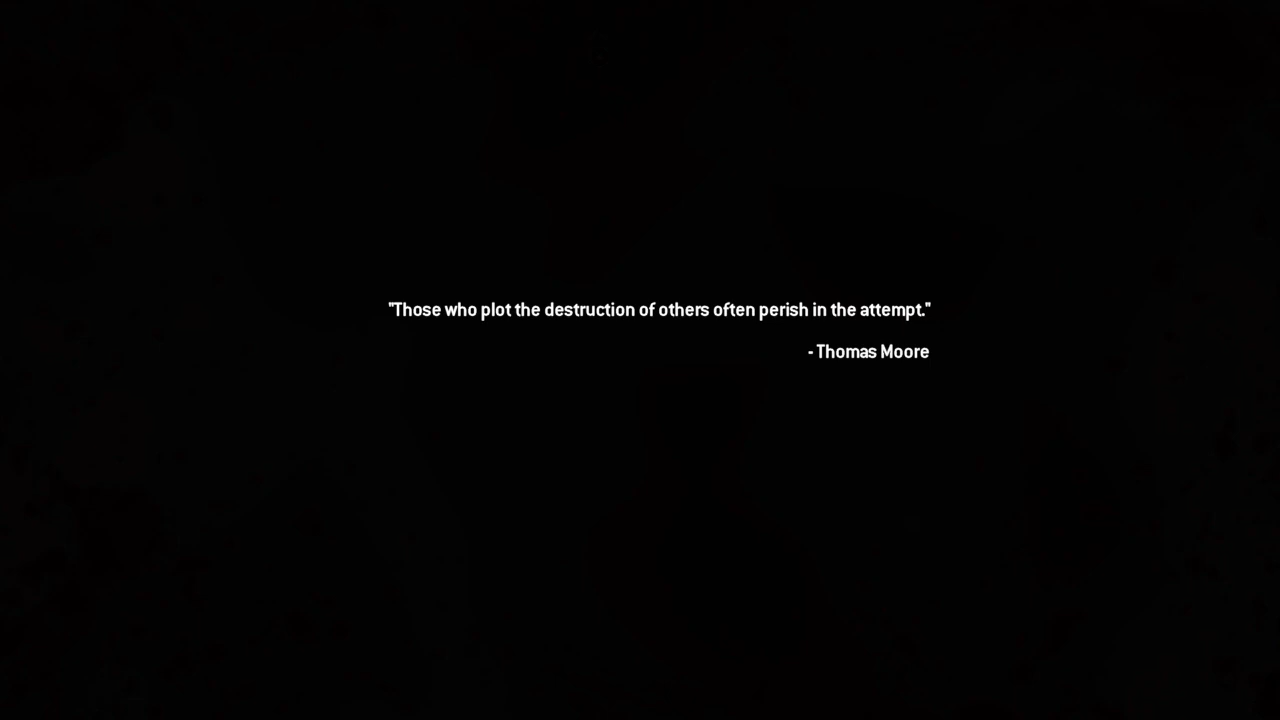 "Those who plot the destruction of others often perish in the attempt."
- Thomas Moore